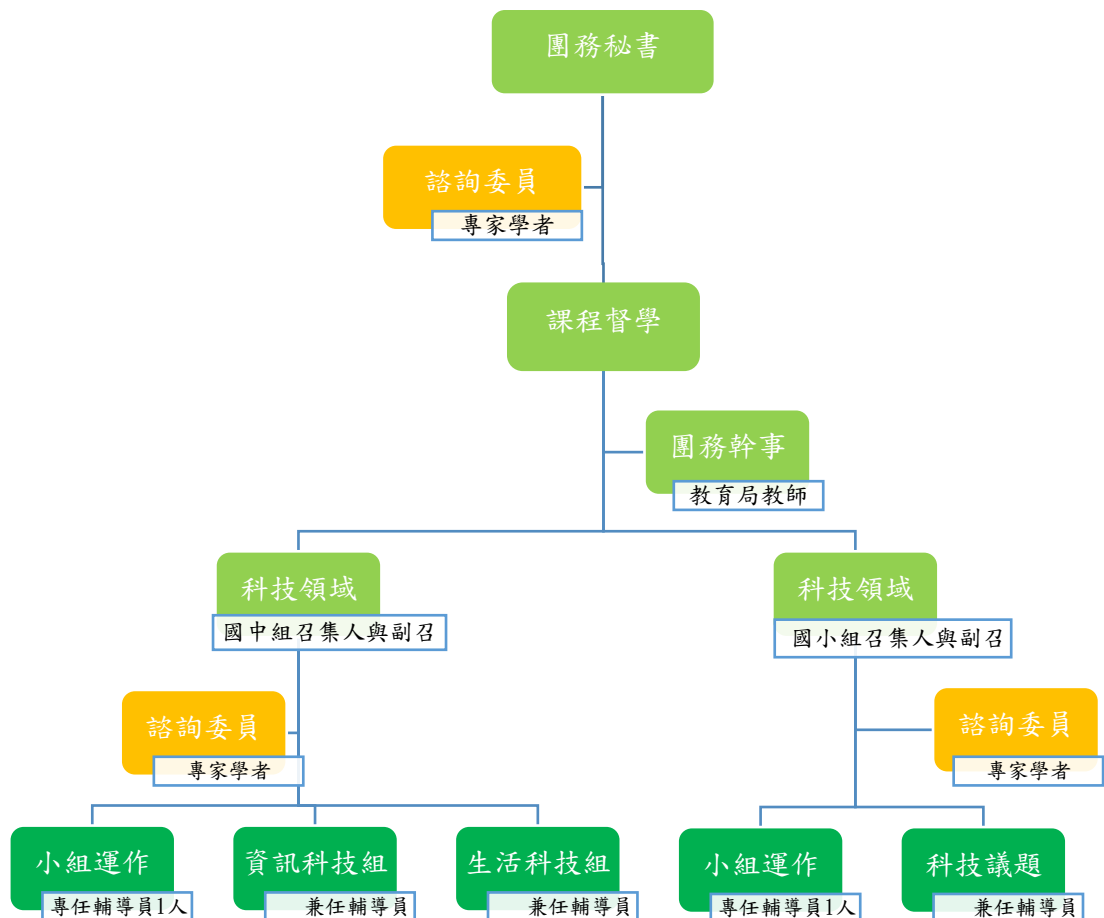 團務秘書
諮詢委員
專家學者
課程督學
團務幹事
教育局教師
科技領域
國中組召集人與副召
科技領域
國小組召集人與副召
諮詢委員
專家學者
諮詢委員
專家學者
小組運作
專任輔導員1人
資訊科技組
兼任輔導員
生活科技組
兼任輔導員
小組運作
專任輔導員1人
科技議題
兼任輔導員